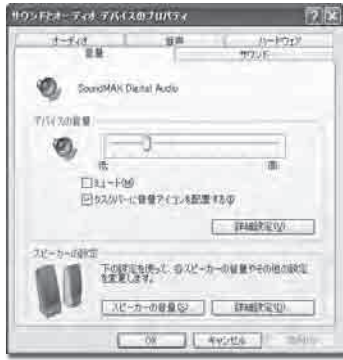 サウンドとオーディオ デバイスのプロパティ
オーディオ 音声 ハードウェア
音量 サウンド
SoundMAX Digital Audio
デバイスの音量
低 高
ミュート(M)
タスクバーに音量アイコンを配置する(I)
詳細設定(V)
スピーカーの設定
下の設定を使って、各スピーカーの音量やその他の設定
を変更します。
スピーカーの音量(S) 詳細設定(D)
OK キャンセル 適用(A)